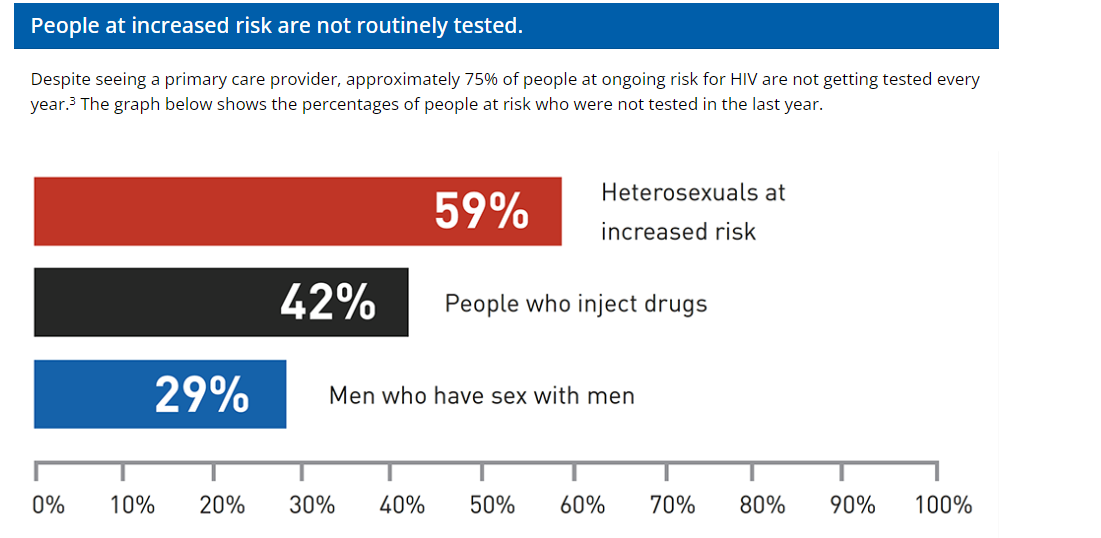 People at increased risk are not routinely tested.
Despite seeing a primary care provider, approximately 75% of people at ongoing risk for HIV are not getting tested every
year.³ The graph below shows the percentages of people at risk who were not tested in the last year.
59%
Heterosexuals at
increased risk
42%
People who inject drugs
29%
Men who have sex with men
0% 10% 20% 30% 40% 50% 60% 70% 80% 90% 100%